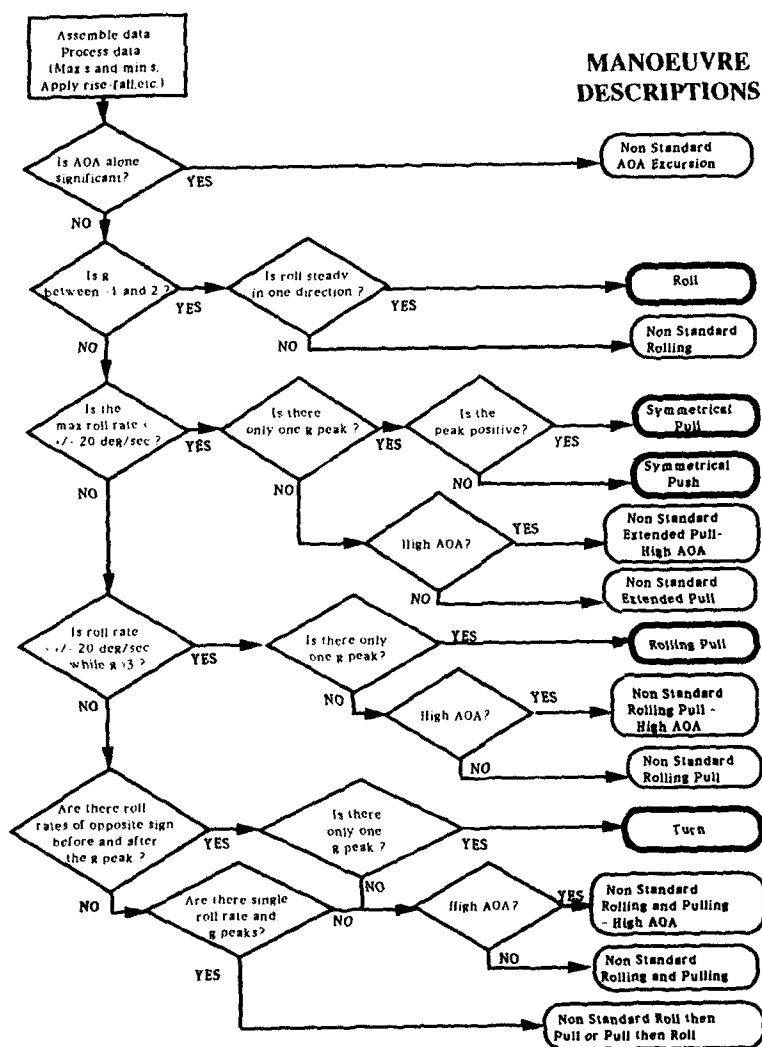 Assemble data
Process data
(Max s and min s,
Apply rise-fall, etc.)
MANOEUVRE
DESCRIPTIONS
Is AOA alone
significant?
YES
Non Standard
AOA Excursion
NO
Is g
between -1 and 2 ?
YES
Is roll steady
in one direction ?
YES
Roll
NO
NO
Non Standard
Rolling
Is the
max roll rate <
+/- 20 deg/sec ?
YES
Is there
only one g peak ?
YES
Is the
peak positive?
YES
Symmetrical
Pull
NO
NO
NO
Symmetrical
Push
High AOA?
YES
Non Standard
Extended Pull-
High AOA
NO
Non Standard
Extended Pull
Is roll rate
+/- 20 deg/sec
while g >3 ?
YES
Is there only
one g peak?
YES
Rolling Pull
NO
NO
High AOA?
YES
Non Standard
Rolling Pull -
High AOA
NO
Non Standard
Rolling Pull
Are there roll
rates of opposite sign
before and after
the g peak ?
YES
Is there
only one
g peak ?
YES
Turn
NO
NO
Are there single
roll rate and
g peaks?
NO
High AOA?
YES
Non Standard
Rolling and Pulling
- High AOA
YES
NO
Non Standard
Rolling and Pulling
Non Standard Roll then
Pull or Pull then Roll